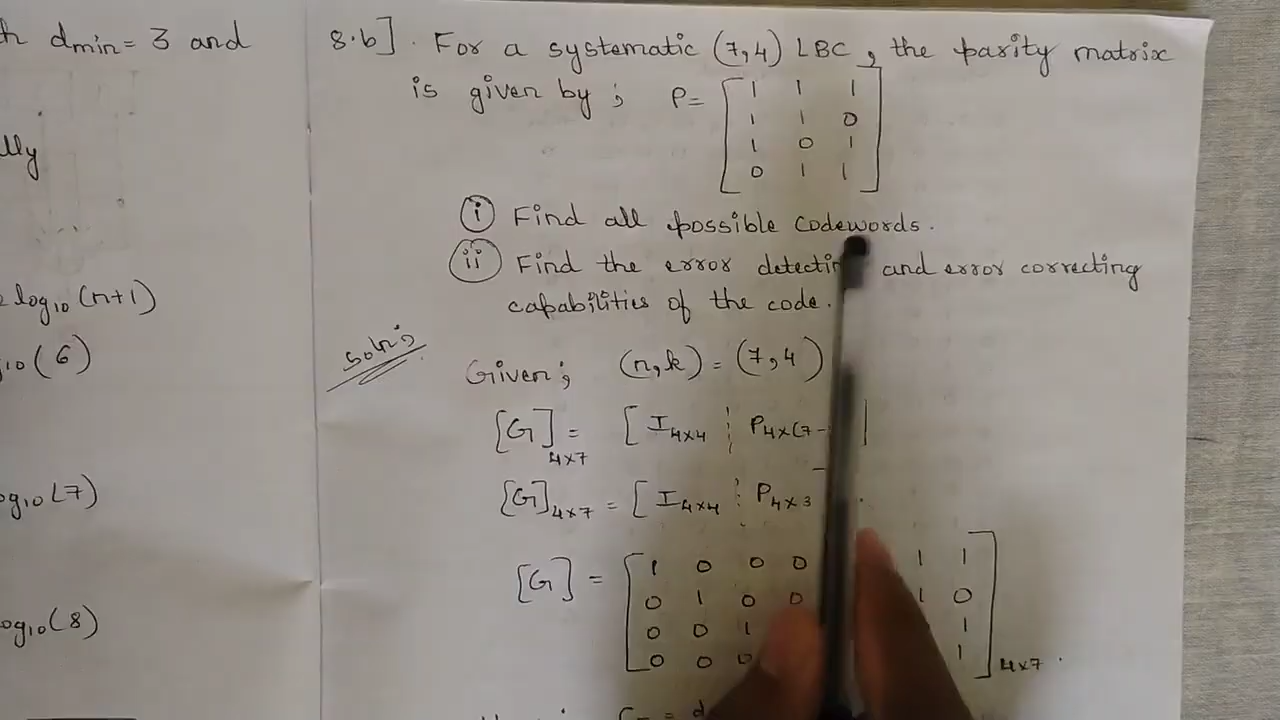 dmin = 3 and
lly
log10 (n+1)
10 (6)
og10 (7)
og10 (8)
8.b]. For a systematic (7,4) LBC, the parity matrix
is given by; P= [ 1 1 1
1 1 0
1 0 1
0 1 1 ]
(i) Find all possible codewords.
(ii) Find the error and error correcting
capabilities of the code.
Soln;
Given; (n,k) = (7,4)
[G]4x7 = [ I4x4 ⋮ P4x(7-
[G]4x7 = [ I4x4 ⋮ P4x3
[G] = [ 1 0 0 0 1 1
0 1 0 0 1 0
0 0 1 1
0 0 0 1 ]4x7.